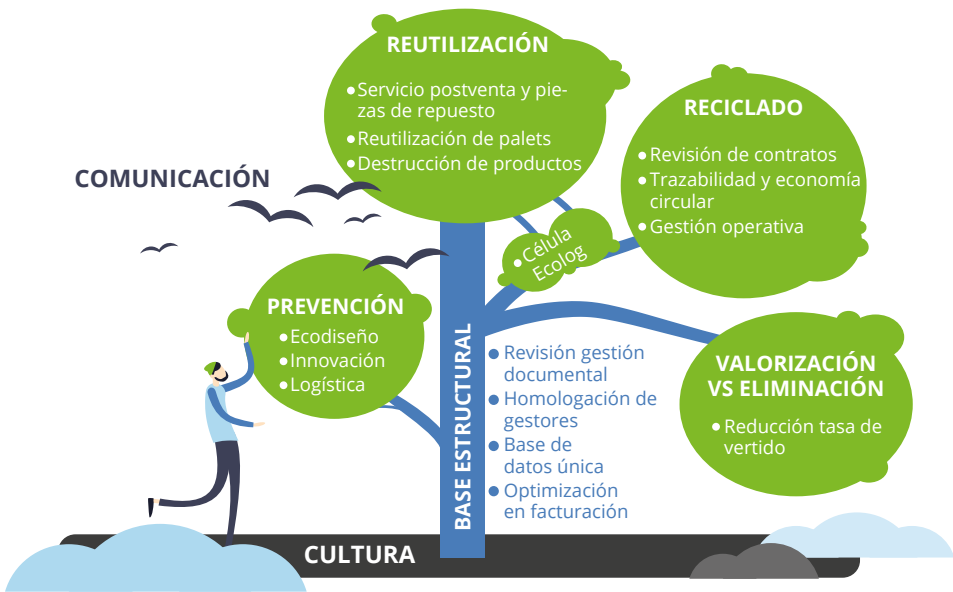 REUTILIZACIÓN
●Servicio postventa y pie-
zas de repuesto
●Reutilización de palets
●Destrucción de productos
RECICLADO
●Revisión de contratos
●Trazabilidad y economía
circular
●Gestión operativa
COMUNICACIÓN
●Célula
Ecolog
PREVENCIÓN
●Ecodiseño
●Innovación
●Logística
BASE ESTRUCTURAL
●Revisión gestión
documental
●Homologación de
gestores
●Base de
datos única
●Optimización
en facturación
VALORIZACIÓN
VS ELIMINACIÓN
●Reducción tasa de
vertido
CULTURA